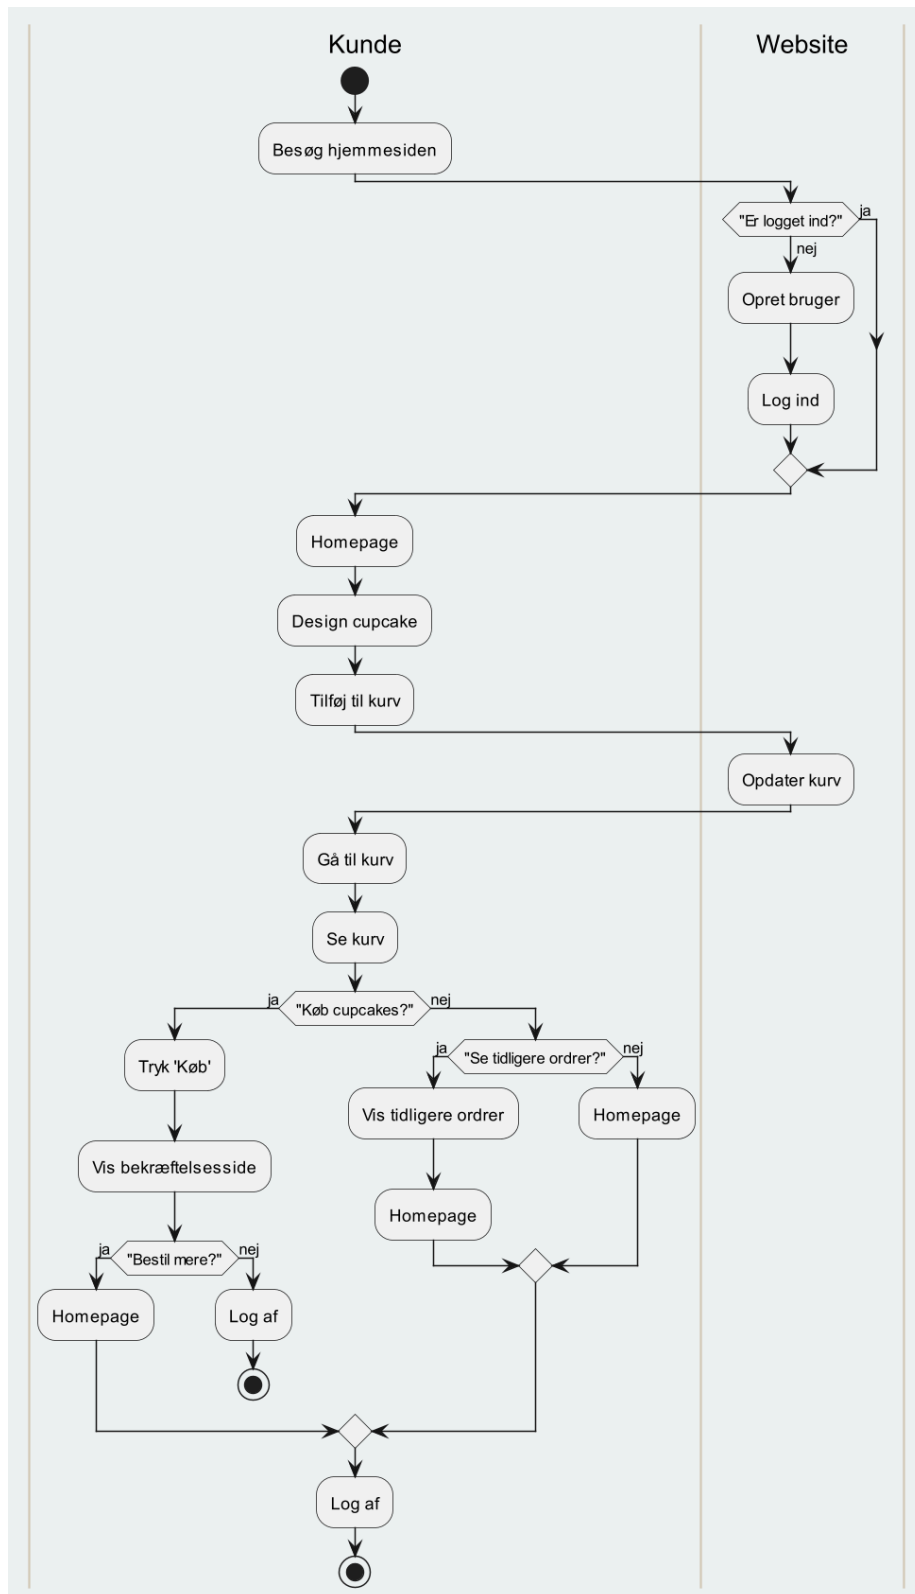 Kunde
Website
Besøg hjemmesiden
"Er logget ind?"
ja
nej
Opret bruger
Log ind
Homepage
Design cupcake
Tilføj til kurv
Opdater kurv
Gå til kurv
Se kurv
ja
"Køb cupcakes?"
nej
Tryk 'Køb'
ja
"Se tidligere ordrer?"
nej
Vis tidligere ordrer
Homepage
Vis bekræftelsesside
Homepage
ja
"Bestil mere?"
nej
Homepage
Log af
Log af